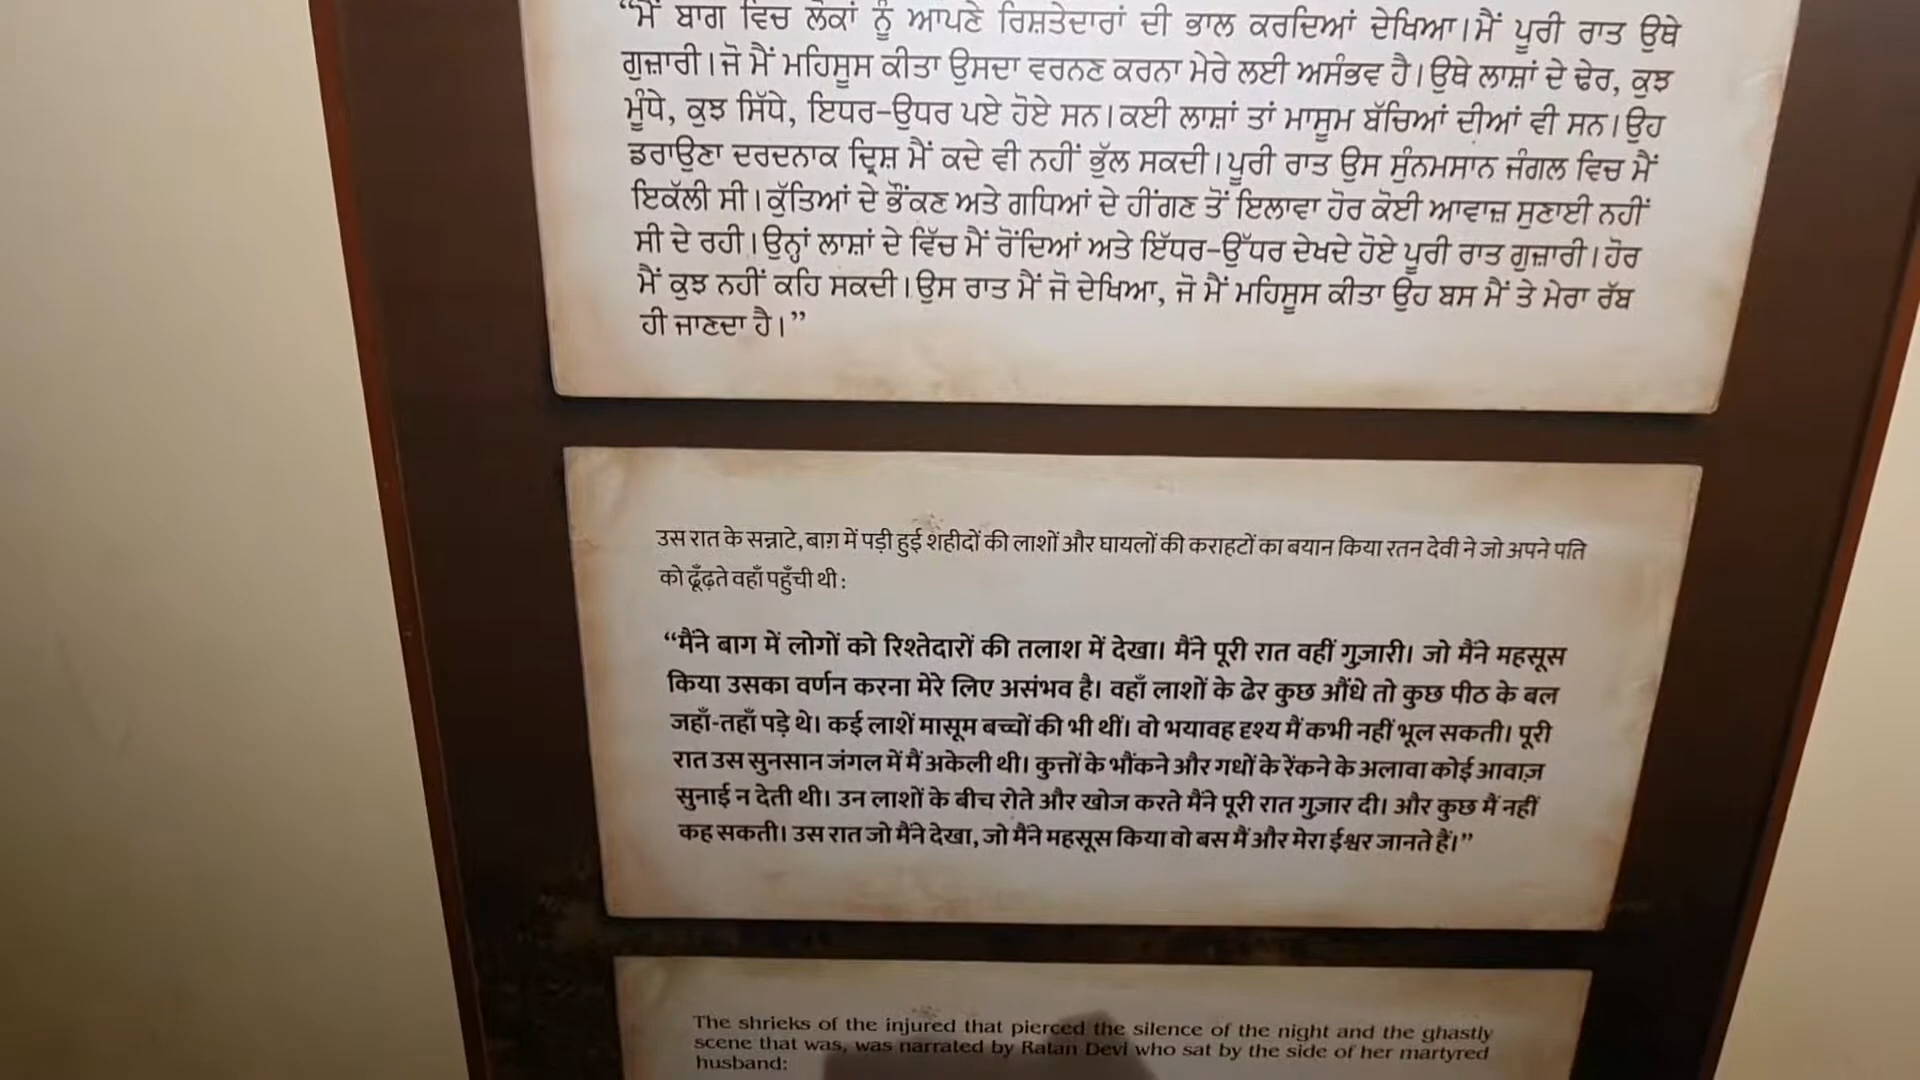 “ਮੈਂ ਬਾਗ ਵਿਚ ਲੋਕਾਂ ਨੂੰ ਆਪਣੇ ਰਿਸ਼ਤੇਦਾਰਾਂ ਦੀ ਭਾਲ ਕਰਦਿਆਂ ਦੇਖਿਆ। ਮੈਂ ਪੂਰੀ ਰਾਤ ਉਥੇ
ਗੁਜ਼ਾਰੀ। ਜੋ ਮੈਂ ਮਹਿਸੂਸ ਕੀਤਾ ਉਸਦਾ ਵਰਨਣ ਕਰਨਾ ਮੇਰੇ ਲਈ ਅਸੰਭਵ ਹੈ। ਉਥੇ ਲਾਸ਼ਾਂ ਦੇ ਢੇਰ, ਕੁਝ
ਮੂੰਧੇ, ਕੁਝ ਸਿੱਧੇ, ਇਧਰ-ਉਧਰ ਪਏ ਹੋਏ ਸਨ। ਕਈ ਲਾਸ਼ਾਂ ਤਾਂ ਮਾਸੂਮ ਬੱਚਿਆਂ ਦੀਆਂ ਵੀ ਸਨ। ਉਹ
ਡਰਾਉਣਾ ਦਰਦਨਾਕ ਦ੍ਰਿਸ਼ ਮੈਂ ਕਦੇ ਵੀ ਨਹੀਂ ਭੁੱਲ ਸਕਦੀ। ਪੂਰੀ ਰਾਤ ਉਸ ਸੁੰਨਮਸਾਨ ਜੰਗਲ ਵਿਚ ਮੈਂ
ਇਕੱਲੀ ਸੀ। ਕੁੱਤਿਆਂ ਦੇ ਭੌਂਕਣ ਅਤੇ ਗਧਿਆਂ ਦੇ ਹੀਂਗਣ ਤੋਂ ਇਲਾਵਾ ਹੋਰ ਕੋਈ ਆਵਾਜ਼ ਸੁਣਾਈ ਨਹੀਂ
ਸੀ ਦੇ ਰਹੀ। ਉਨ੍ਹਾਂ ਲਾਸ਼ਾਂ ਦੇ ਵਿੱਚ ਮੈਂ ਰੋਂਦਿਆਂ ਅਤੇ ਇੱਧਰ-ਉੱਧਰ ਦੇਖਦੇ ਹੋਏ ਪੂਰੀ ਰਾਤ ਗੁਜ਼ਾਰੀ। ਹੋਰ
ਮੈਂ ਕੁਝ ਨਹੀਂ ਕਹਿ ਸਕਦੀ। ਉਸ ਰਾਤ ਮੈਂ ਜੋ ਦੇਖਿਆ, ਜੋ ਮੈਂ ਮਹਿਸੂਸ ਕੀਤਾ ਉਹ ਬਸ ਮੈਂ ਤੇ ਮੇਰਾ ਰੱਬ
ਹੀ ਜਾਣਦਾ ਹੈ।”
उस रात के सन्नाटे, बाग़ में पड़ी हुई शहीदों की लाशों और घायलों की कराहटों का बयान किया रतन देवी ने जो अपने पति
को ढूँढ़ते वहाँ पहुँची थी :
“मैंने बाग में लोगों को रिश्तेदारों की तलाश में देखा। मैंने पूरी रात वहीं गुज़ारी। जो मैंने महसूस
किया उसका वर्णन करना मेरे लिए असंभव है। वहाँ लाशों के ढेर कुछ औंधे तो कुछ पीठ के बल
जहाँ-तहाँ पड़े थे। कई लाशें मासूम बच्चों की भी थीं। वो भयावह दृश्य मैं कभी नहीं भूल सकती। पूरी
रात उस सुनसान जंगल में मैं अकेली थी। कुत्तों के भौंकने और गधों के रेंकने के अलावा कोई आवाज़
सुनाई न देती थी। उन लाशों के बीच रोते और खोज करते मैंने पूरी रात गुज़ार दी। और कुछ मैं नहीं
कह सकती। उस रात जो मैंने देखा, जो मैंने महसूस किया वो बस मैं और मेरा ईश्वर जानते हैं।”
The shrieks of the injured that pierced the silence of the night and the ghastly
scene that was, was narrated by Ratan Devi who sat by the side of her martyred
husband: